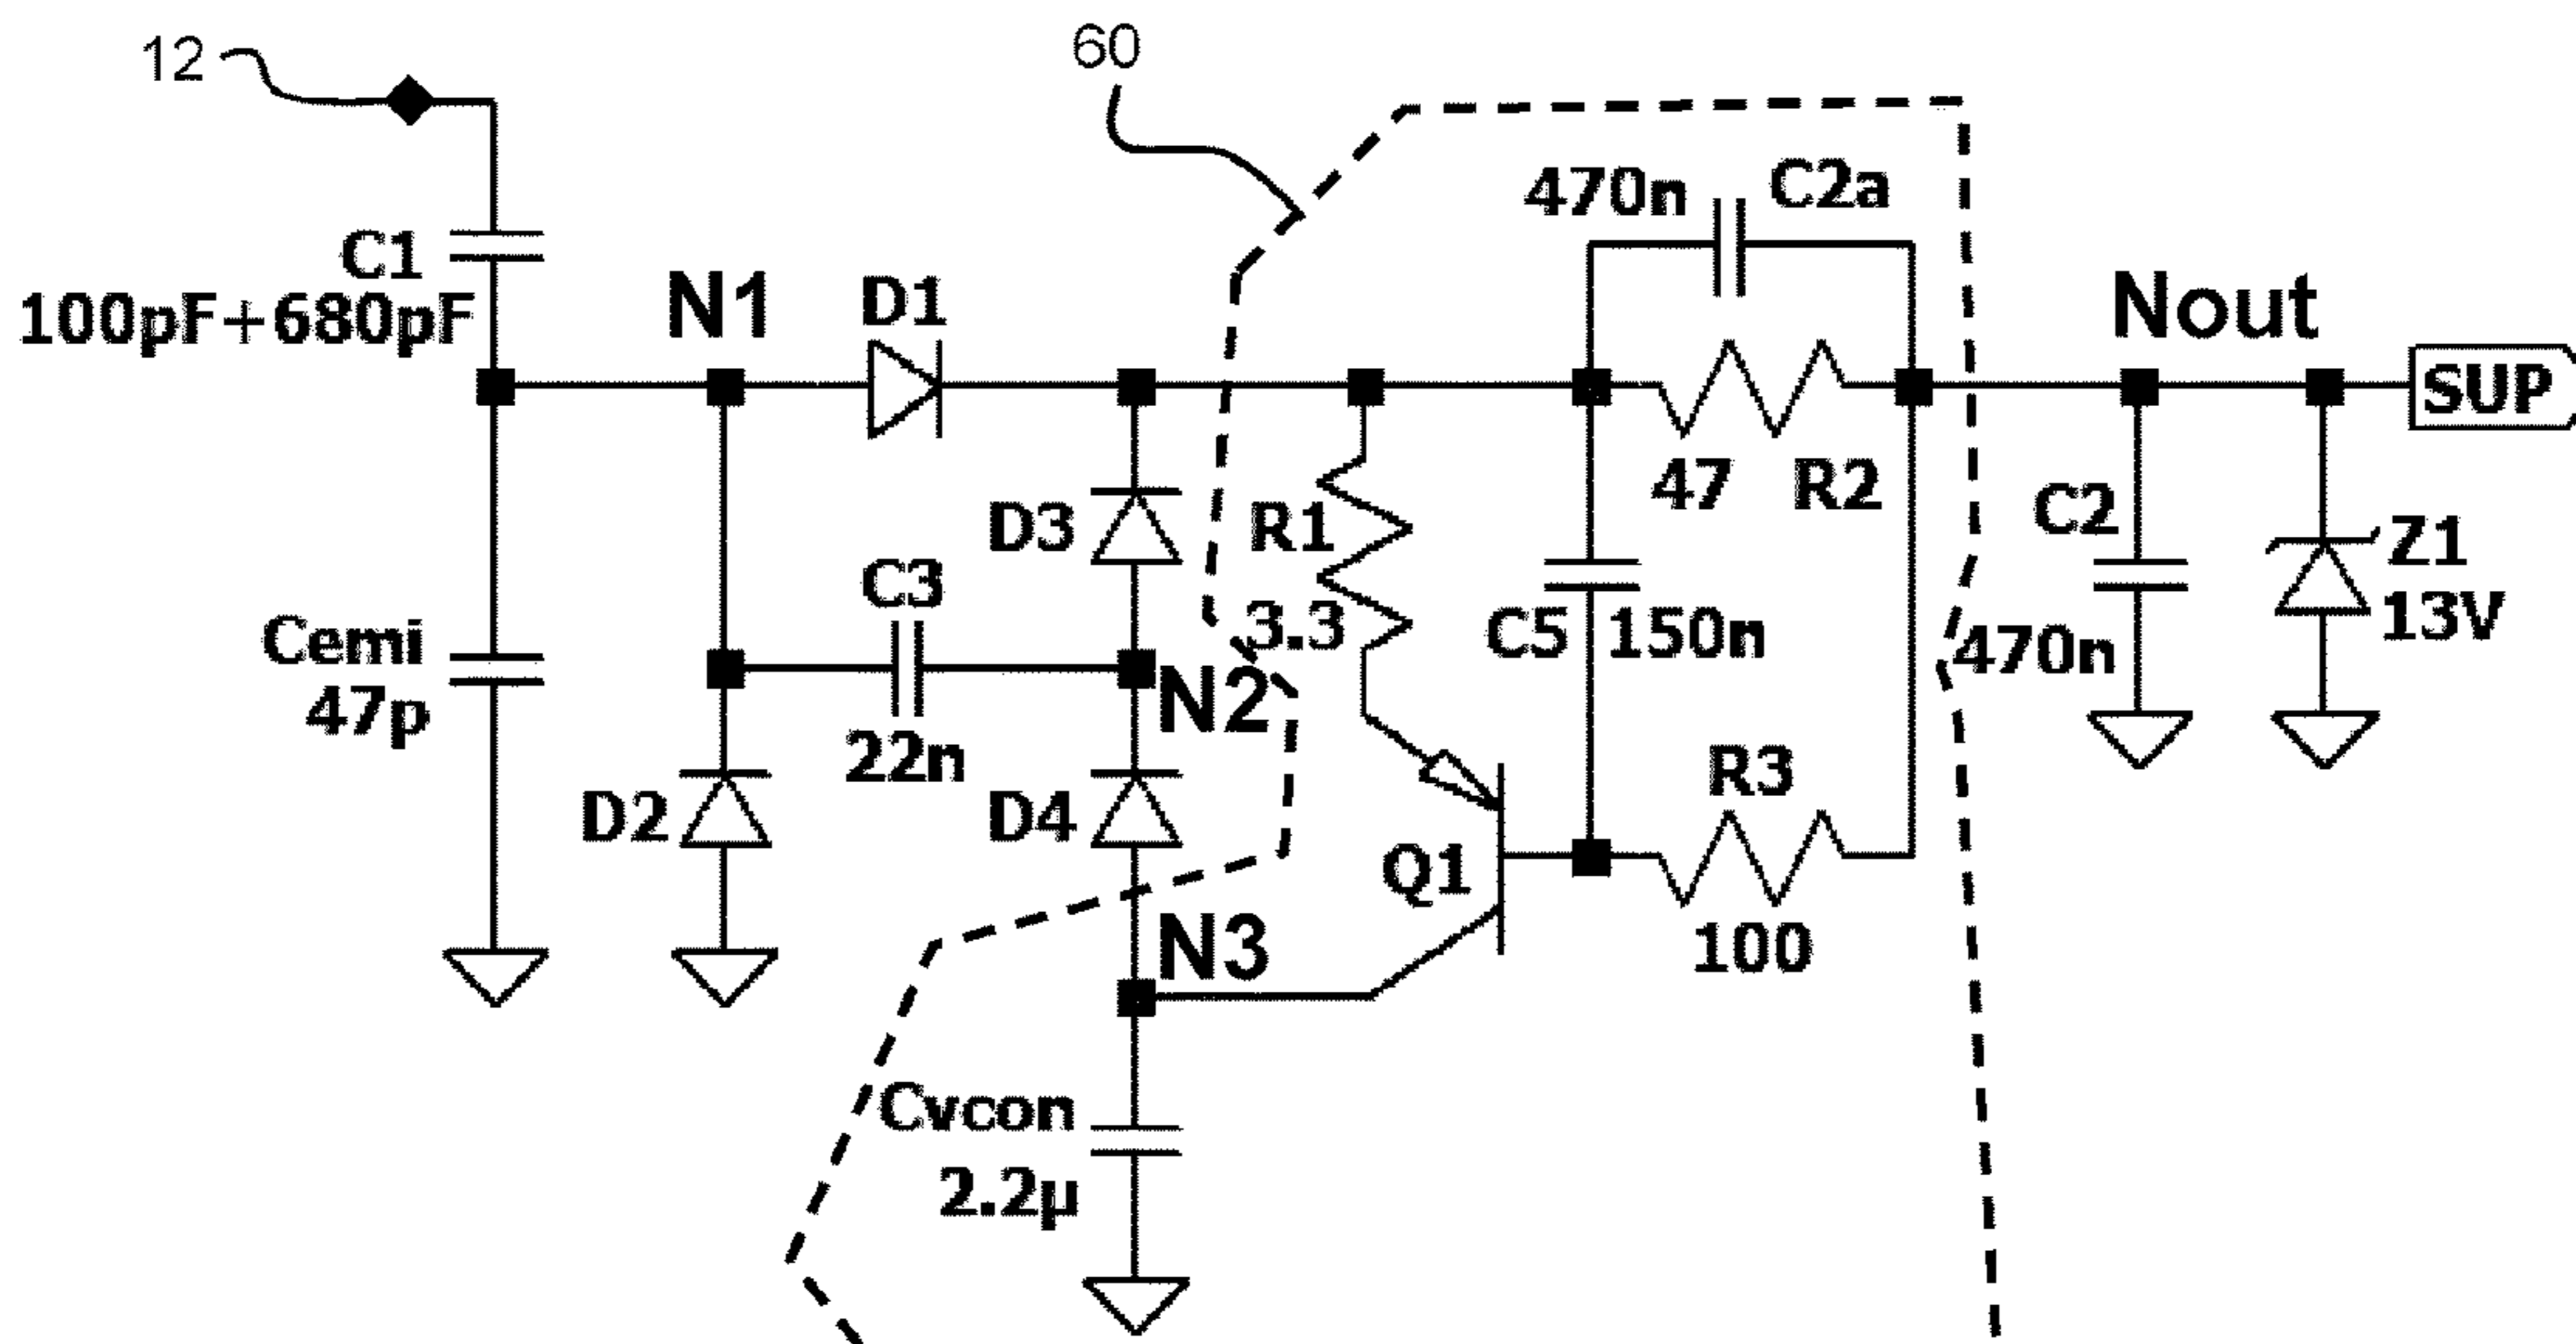 12
60
470n C2a
C1
100pF+680pF
N1
D1
Nout
SUP
47 R2
D3
R1
3.3
C2
470n
Z1
13V
C3
22n
C5 150n
Cemi
47p
N2
D2
D4
R3
100
Q1
N3
Cvcon
2.2µ